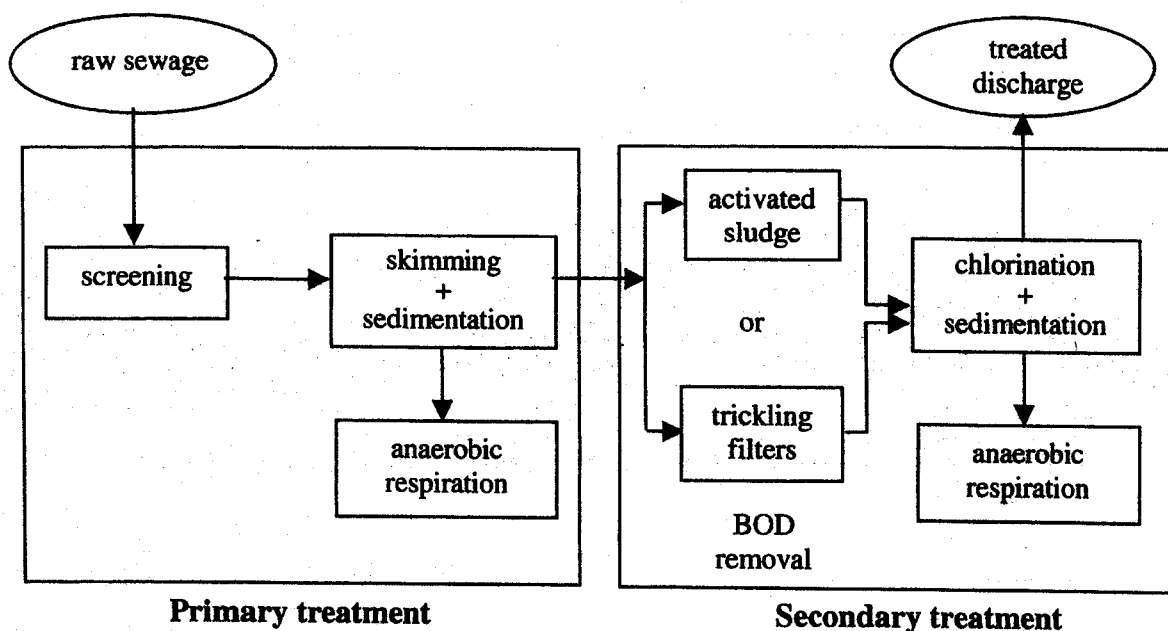 raw sewage
treated
discharge
screening
skimming
+
sedimentation
anaerobic
respiration
activated
sludge
or
trickling
filters
BOD
removal
chlorination
+
sedimentation
anaerobic
respiration
Primary treatment
Secondary treatment